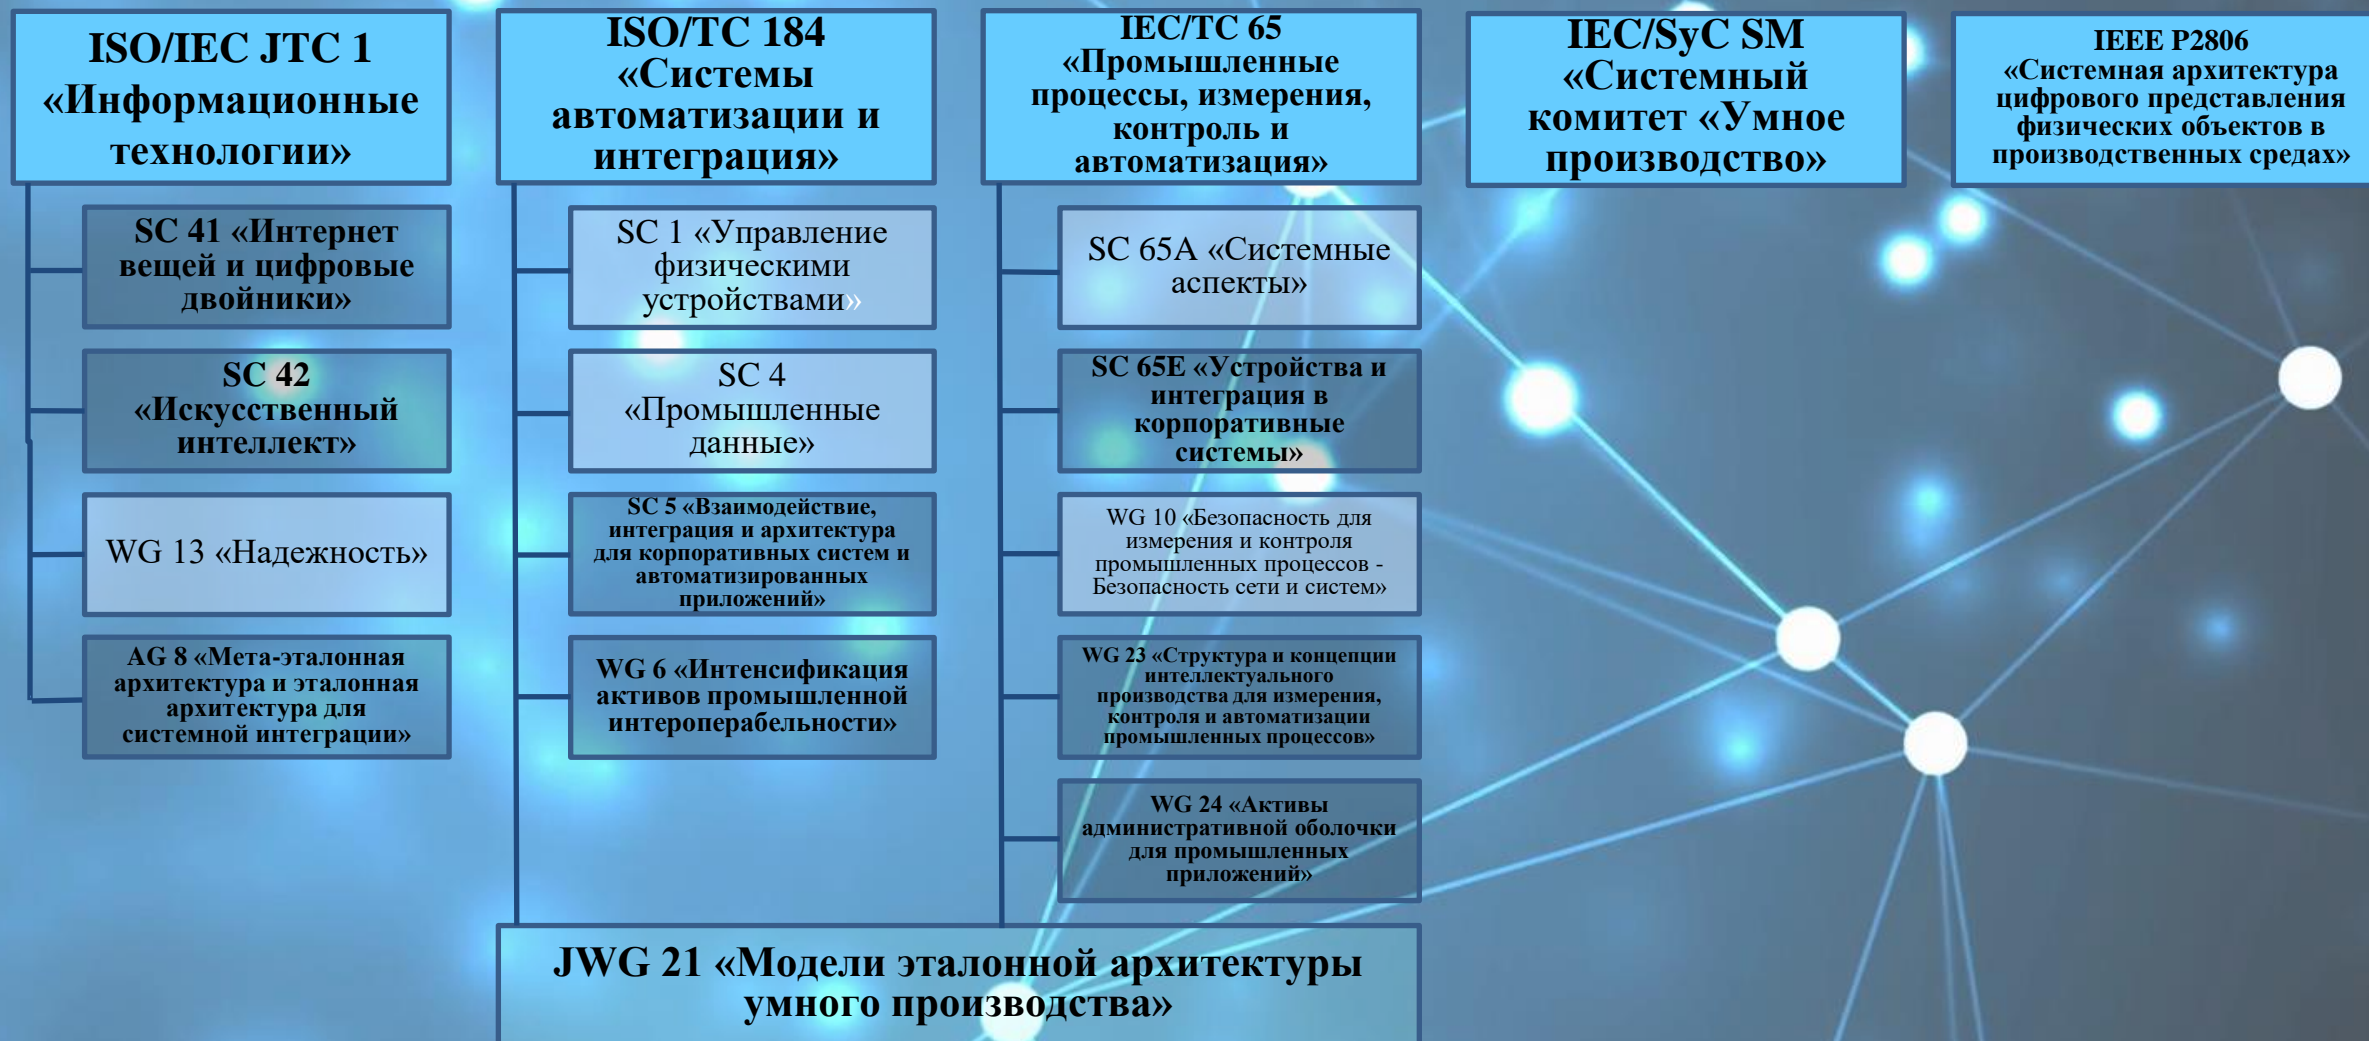 ISO/IEC JTC 1
«Информационные
технологии»
SC 41 «Интернет
вещей и цифровые
двойники»
SC 42
«Искусственный
интеллект»
WG 13 «Надежность»
AG 8 «Мета-эталонная
архитектура и эталонная
архитектура для
системной интеграции»
ISO/TC 184
«Системы
автоматизации и
интеграция»
SC 1 «Управление
физическими
устройствами»
SC 4
«Промышленные
данные»
SC 5 «Взаимодействие,
интеграция и архитектура
для корпоративных систем и
автоматизированных
приложений»
WG 6 «Интенсификация
активов промышленной
интероперабельности»
IEC/TC 65
«Промышленные
процессы, измерения,
контроль и
автоматизация»
SC 65A «Системные
аспекты»
SC 65E «Устройства и
интеграция в
корпоративные
системы»
WG 10 «Безопасность для
измерения и контроля
промышленных процессов -
Безопасность сети и систем»
WG 23 «Структура и концепции
интеллектуального
производства для измерения,
контроля и автоматизации
промышленных процессов»
WG 24 «Активы
административной оболочки
для промышленных
приложений»
JWG 21 «Модели эталонной архитектуры
умного производства»
IEC/SyC SM
«Системный
комитет «Умное
производство»
IEEE P2806
«Системная архитектура
цифрового представления
физических объектов в
производственных средах»